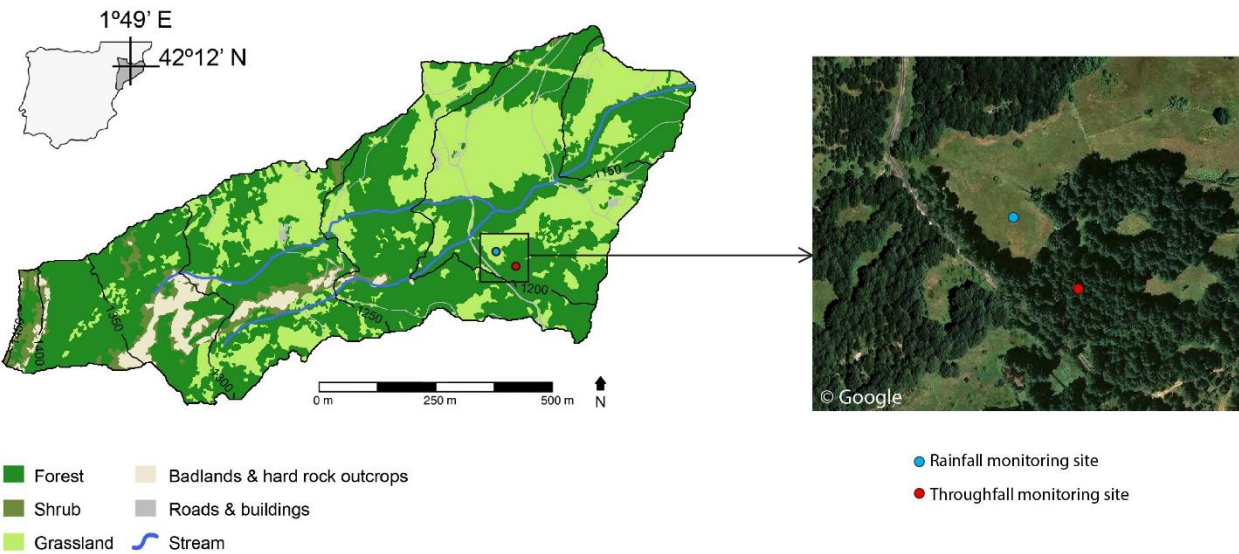 1º49’ E
42º12’ N
1150
1200
1250
1300
1350
1400
1450
0 m
250 m
500 m
N
© Google
Forest
Badlands & hard rock outcrops
Shrub
Roads & buildings
Grassland
Stream
Rainfall monitoring site
Throughfall monitoring site